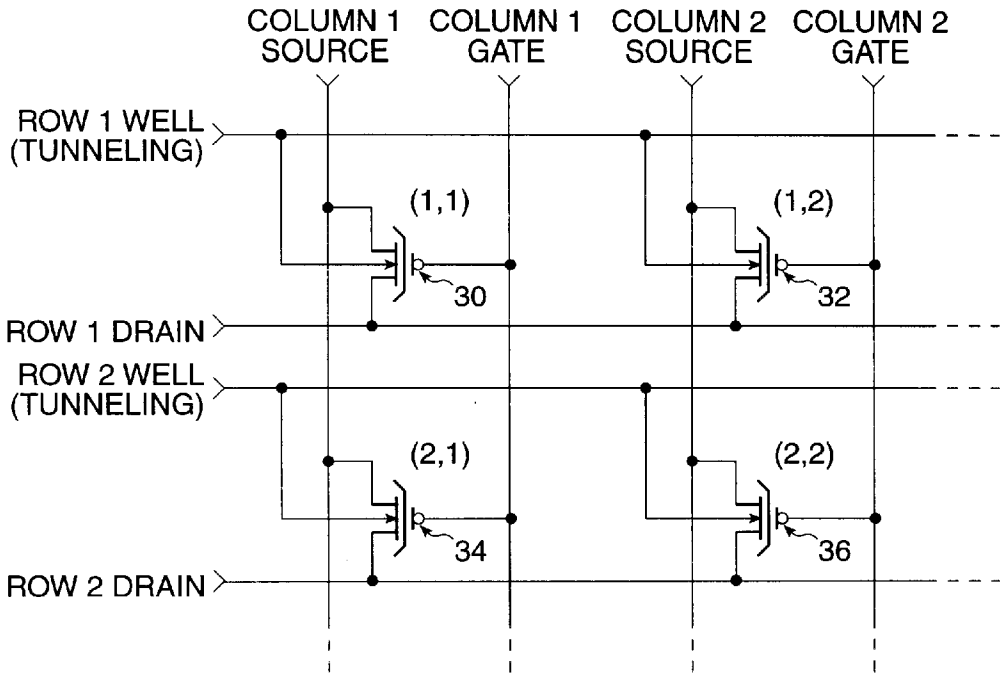 COLUMN 1
SOURCE
COLUMN 1
GATE
COLUMN 2
SOURCE
COLUMN 2
GATE
ROW 1 WELL
(TUNNELING)
(1,1)
(1,2)
30
32
ROW 1 DRAIN
ROW 2 WELL
(TUNNELING)
(2,1)
(2,2)
34
36
ROW 2 DRAIN